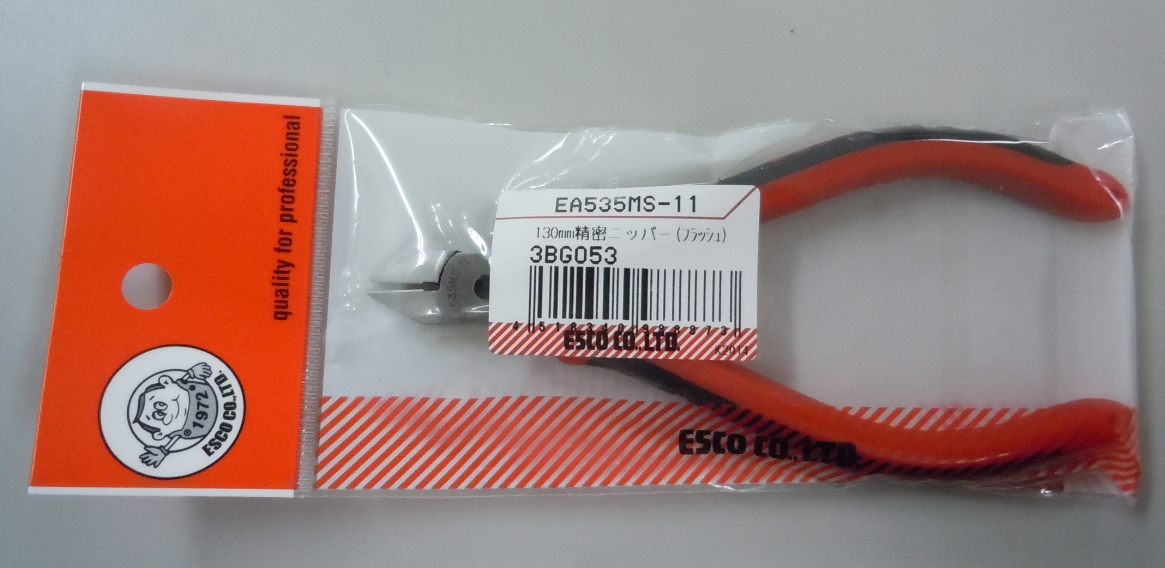 quality for professional
1972
ESCO CO.,LTD.
EA535MS-11
130mm精密ニッパー(フラッシュ)
3BG053
ESCO CO.,LTD.
K2014
ESCO CO.,LTD.